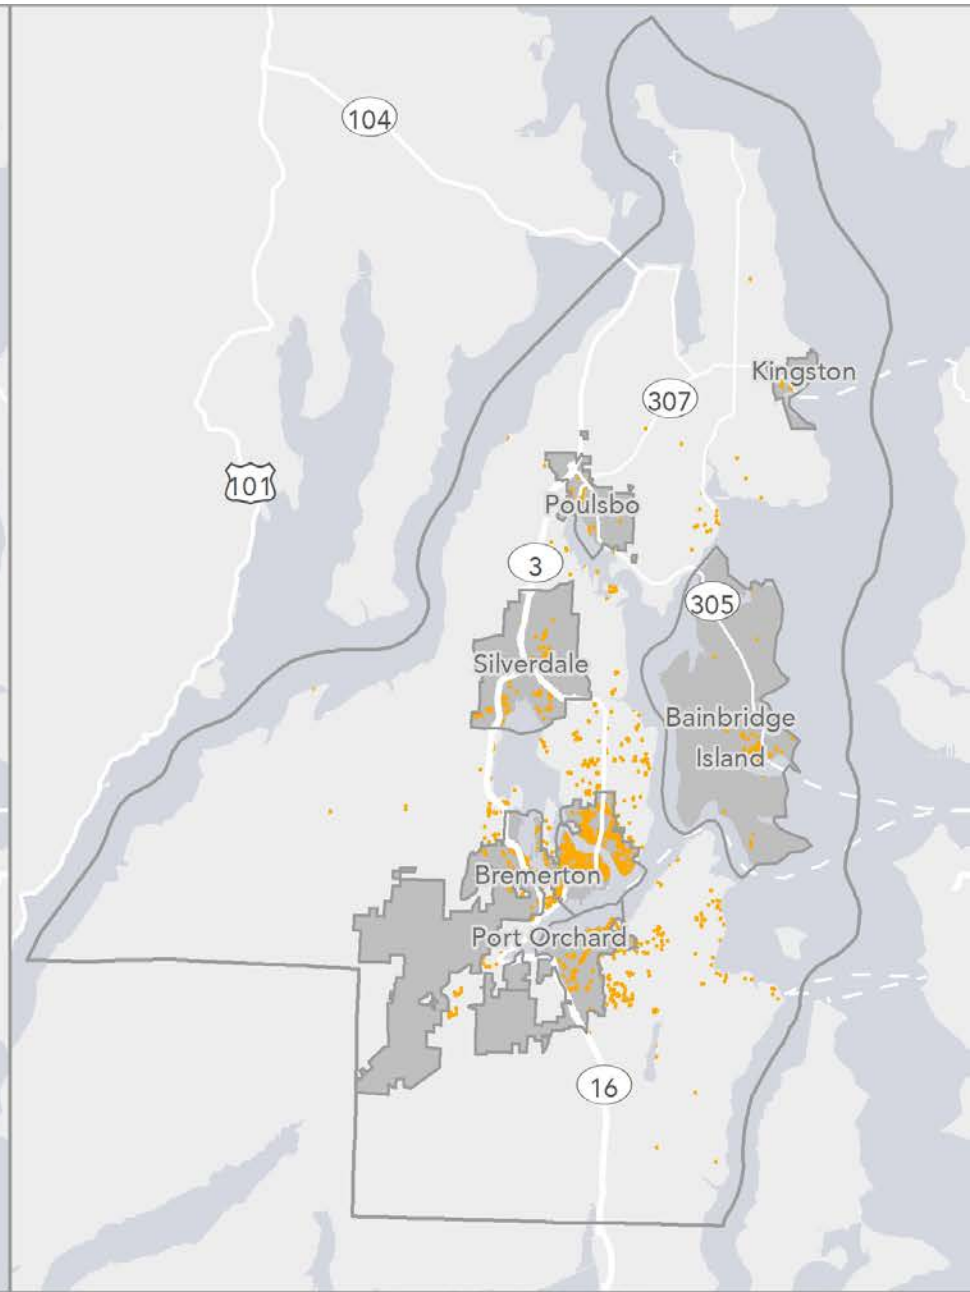 104
Kingston
307
101
Poulsbo
3
305
Silverdale
Bainbridge
Island
Bremerton
Port Orchard
16